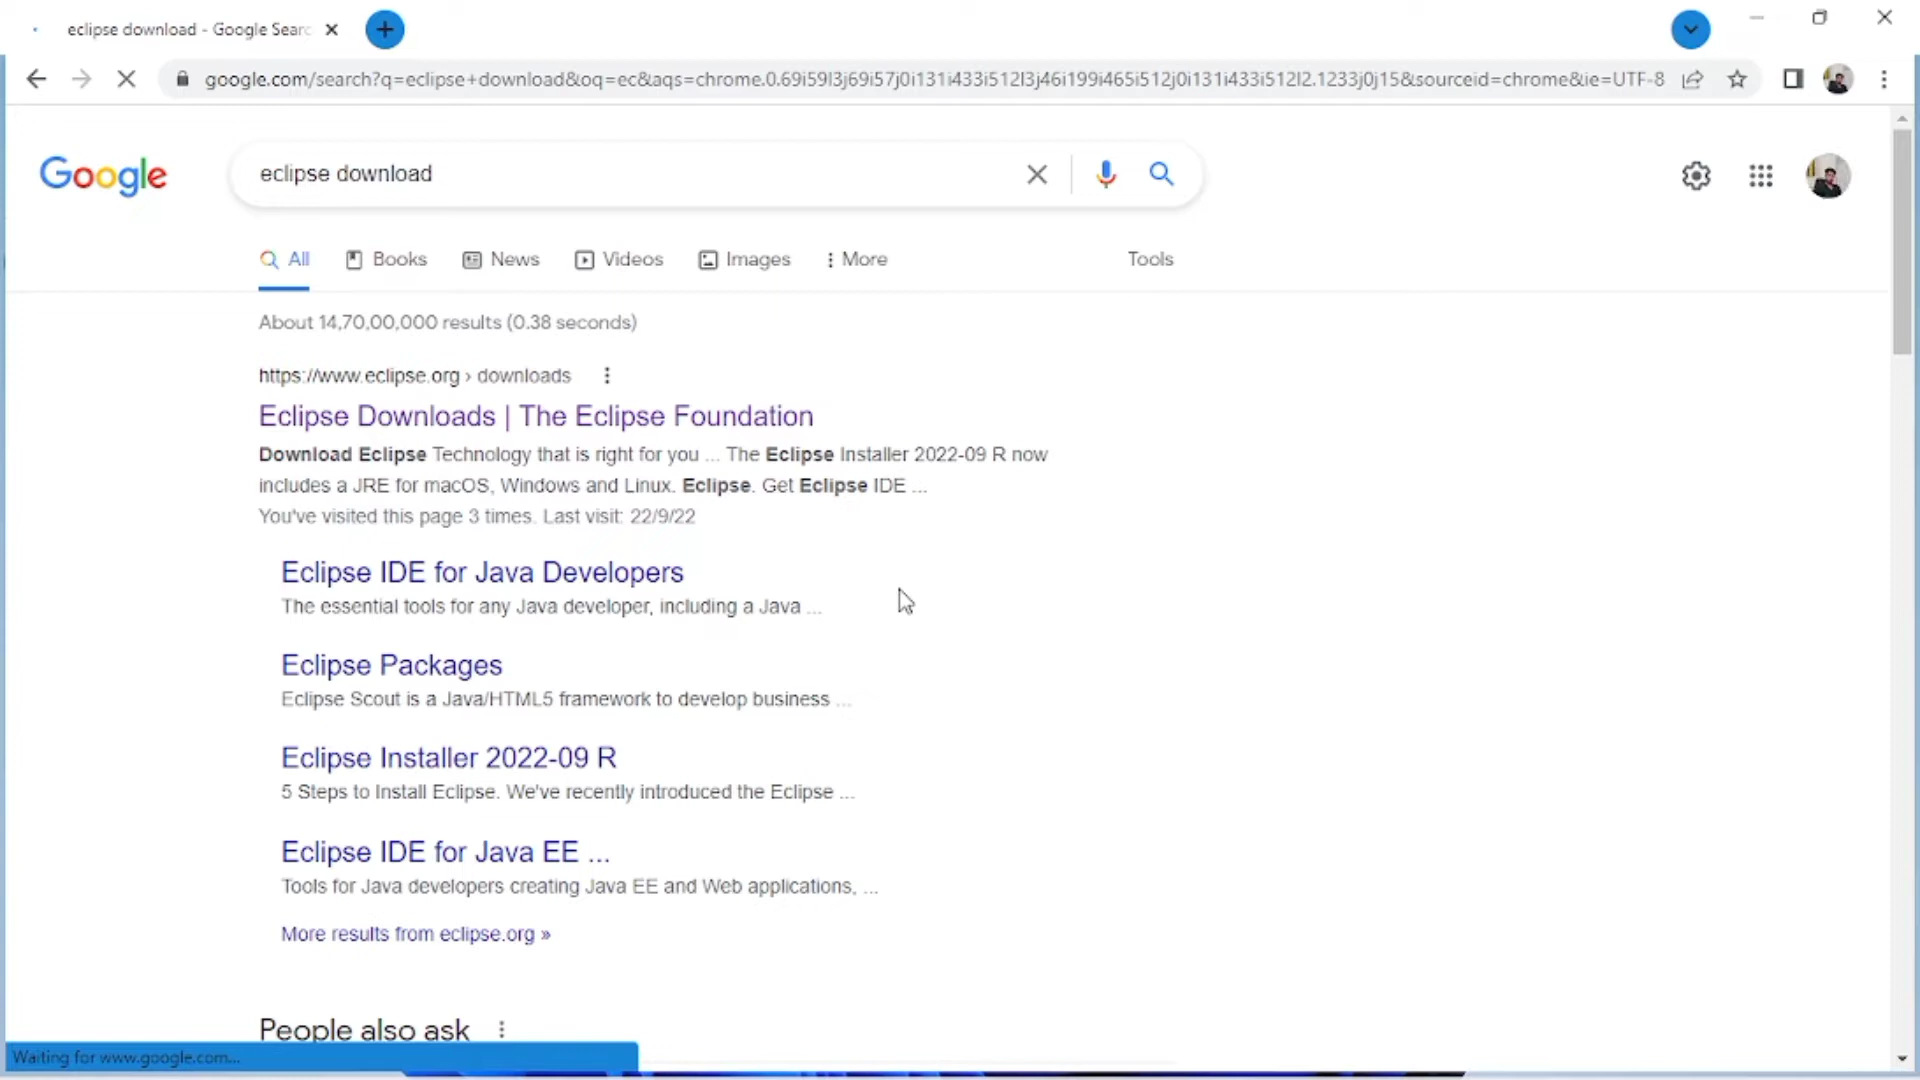 eclipse download - Google Searc
google.com/search?q=eclipse+download&oq=ec&aqs=chrome.0.69i59l3j69i57j0i131i433i512l3j46i199i465i512j0i131i433i512l2.1233j0j15&sourceid=chrome&ie=UTF-8
Google
eclipse download
All Books News Videos Images More Tools
About 14,70,00,000 results (0.38 seconds)
https://www.eclipse.org › downloads
Eclipse Downloads | The Eclipse Foundation
Download Eclipse Technology that is right for you ... The Eclipse Installer 2022-09 R now
includes a JRE for macOS, Windows and Linux. Eclipse. Get Eclipse IDE ...
You've visited this page 3 times. Last visit: 22/9/22
Eclipse IDE for Java Developers
The essential tools for any Java developer, including a Java ...
Eclipse Packages
Eclipse Scout is a Java/HTML5 framework to develop business ...
Eclipse Installer 2022-09 R
5 Steps to Install Eclipse. We've recently introduced the Eclipse ...
Eclipse IDE for Java EE ...
Tools for Java developers creating Java EE and Web applications, ...
More results from eclipse.org »
People also ask
Waiting for www.google.com...